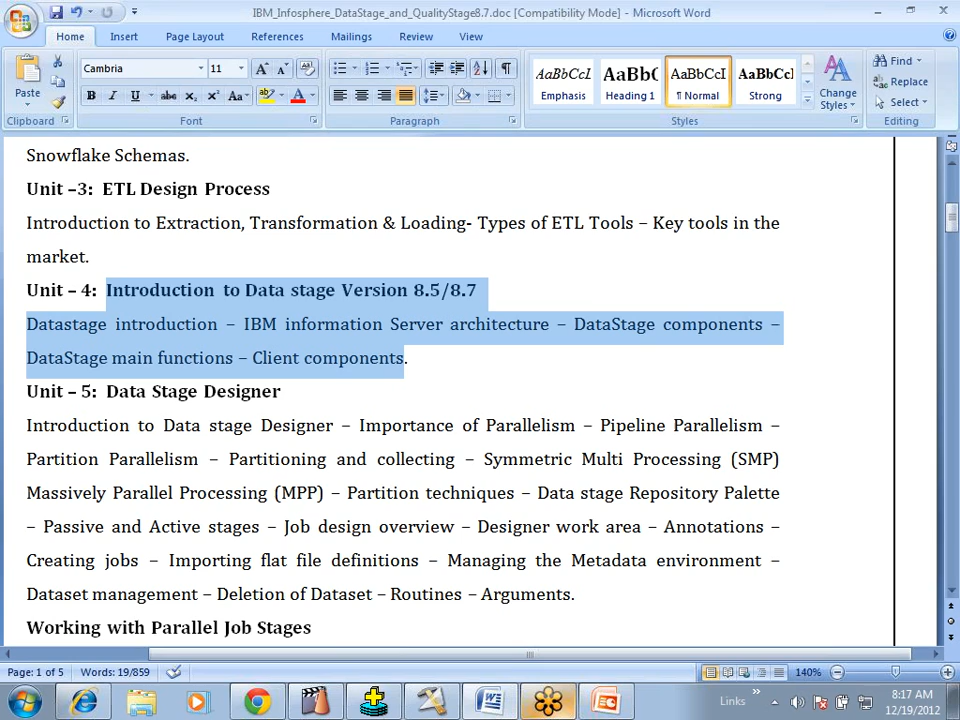 IBM_Infosphere_DataStage_and_QualityStage8.7.doc [Compatibility Mode] - Microsoft Word
Home Insert Page Layout References Mailings Review View
Paste
Cambria 11
B I U abc x₂ x² Aa ab A
AaBbCcI AaBbC AaBbCcI AaBbCc
Emphasis Heading 1 ¶ Normal Strong
Change Styles
Find
Replace
Select
Clipboard Font Paragraph Styles Editing
Snowflake Schemas.
Unit –3: ETL Design Process
Introduction to Extraction, Transformation & Loading- Types of ETL Tools – Key tools in the
market.
Unit – 4: Introduction to Data stage Version 8.5/8.7
Datastage introduction – IBM information Server architecture – DataStage components –
DataStage main functions – Client components.
Unit – 5: Data Stage Designer
Introduction to Data stage Designer – Importance of Parallelism – Pipeline Parallelism –
Partition Parallelism – Partitioning and collecting – Symmetric Multi Processing (SMP)
Massively Parallel Processing (MPP) – Partition techniques – Data stage Repository Palette
– Passive and Active stages – Job design overview – Designer work area – Annotations –
Creating jobs – Importing flat file definitions – Managing the Metadata environment –
Dataset management – Deletion of Dataset – Routines – Arguments.
Working with Parallel Job Stages
Page: 1 of 5 Words: 19/859 140%
Links » 8:17 AM
12/19/2012